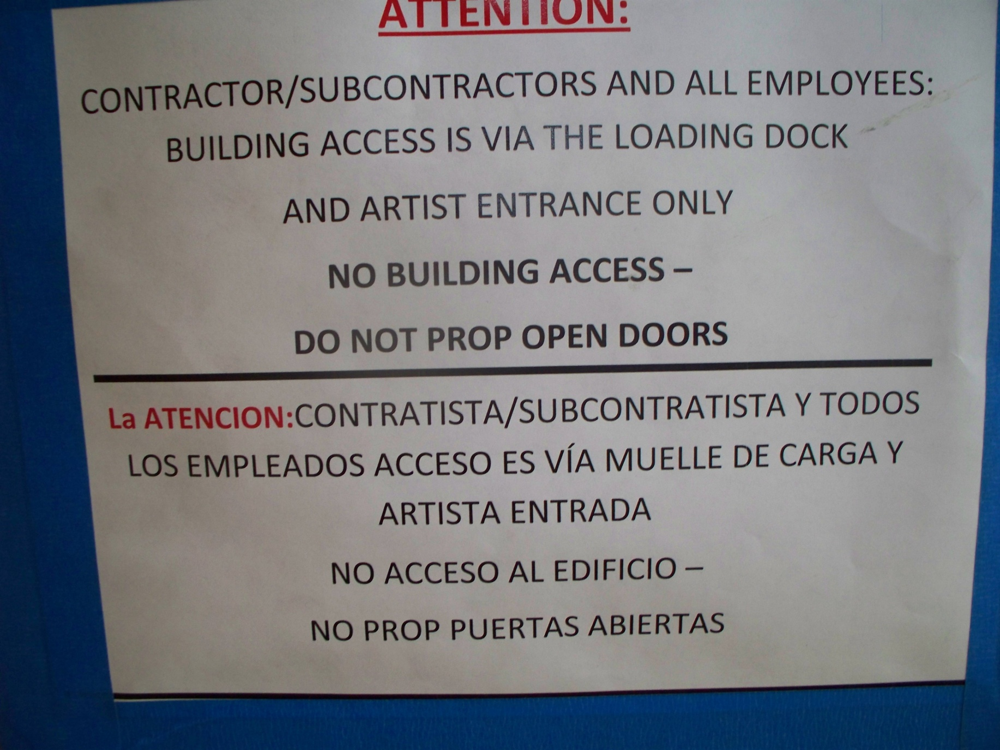 ATTENTION:
CONTRACTOR/SUBCONTRACTORS AND ALL EMPLOYEES:
BUILDING ACCESS IS VIA THE LOADING DOCK
AND ARTIST ENTRANCE ONLY
NO BUILDING ACCESS –
DO NOT PROP OPEN DOORS
La ATENCION:CONTRATISTA/SUBCONTRATISTA Y TODOS
LOS EMPLEADOS ACCESO ES VÍA MUELLE DE CARGA Y
ARTISTA ENTRADA
NO ACCESO AL EDIFICIO –
NO PROP PUERTAS ABIERTAS